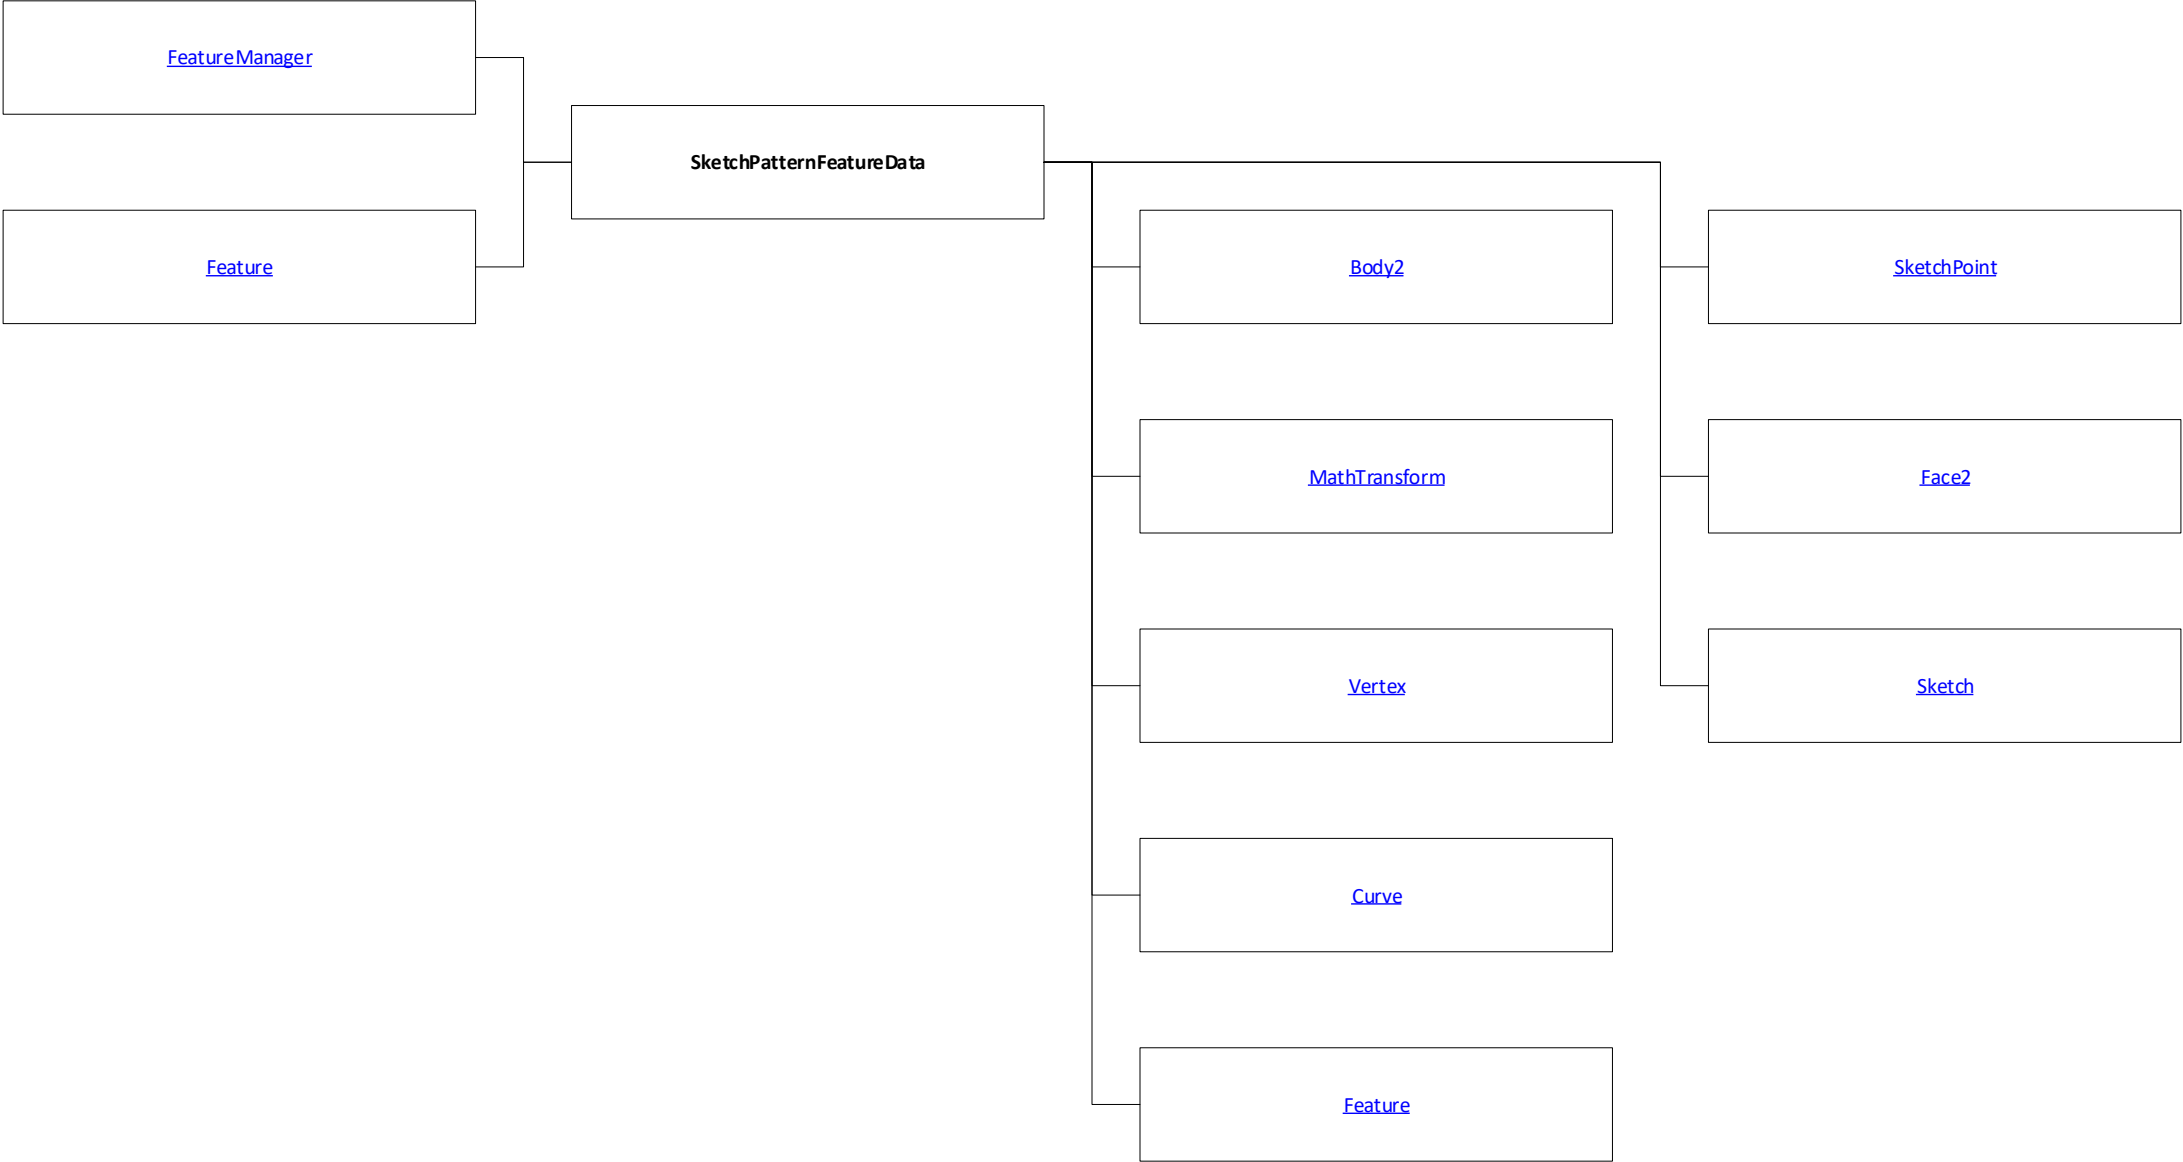 FeatureManager
SketchPatternFeatureData
Feature
Body2
SketchPoint
MathTransform
Face2
Vertex
Sketch
Curve
Feature